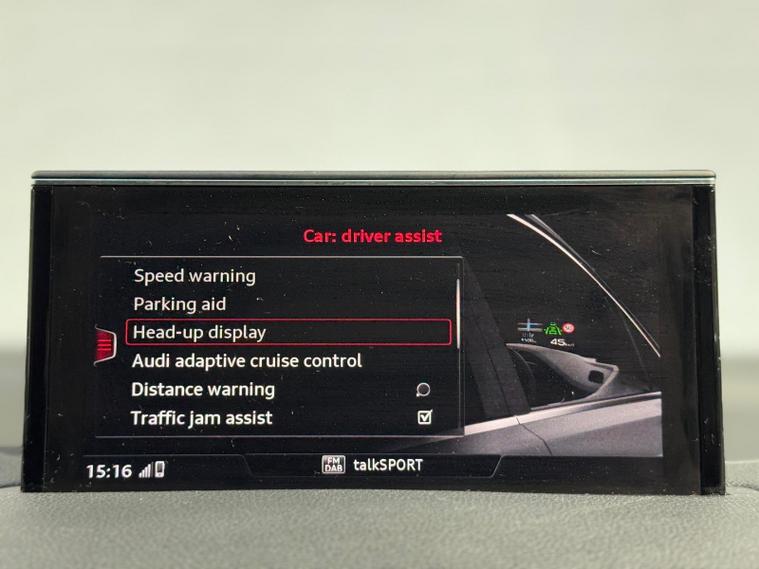 Car: driver assist
Speed warning
Parking aid
Head-up display
Audi adaptive cruise control
Distance warning
Traffic jam assist
45
15:16
FM
DAB
talkSPORT